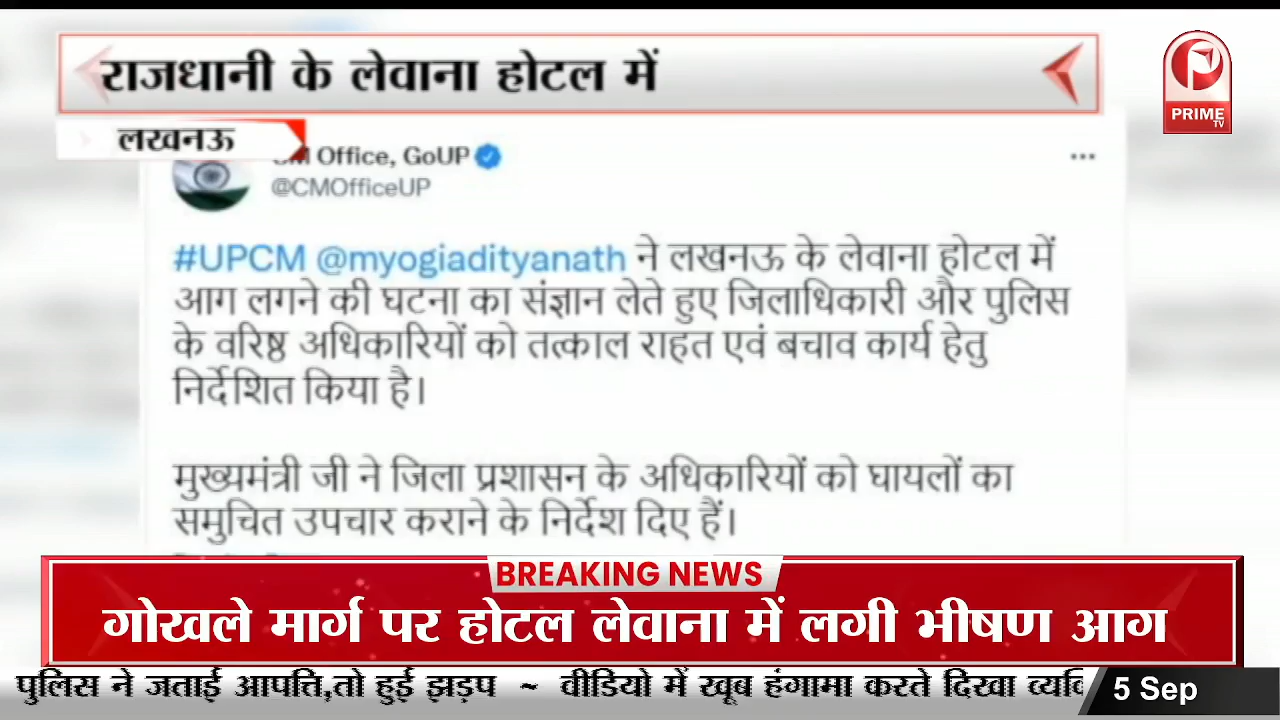 राजधानी के लेवाना होटल में
PRIME
TV
लखनऊ
Office, GoUP
@CMOfficeUP
#UPCM @myogiadityanath ने लखनऊ के लेवाना होटल में
आग लगने की घटना का संज्ञान लेते हुए जिलाधिकारी और पुलिस
के वरिष्ठ अधिकारियों को तत्काल राहत एवं बचाव कार्य हेतु
निर्देशित किया है।
मुख्यमंत्री जी ने जिला प्रशासन के अधिकारियों को घायलों का
समुचित उपचार कराने के निर्देश दिए हैं।
BREAKING NEWS
गोखले मार्ग पर होटल लेवाना में लगी भीषण आग
पुलिस ने जताई आपत्ति,तो हुई झड़प ~ वीडियो में खूब हंगामा करते दिखा
5 Sep